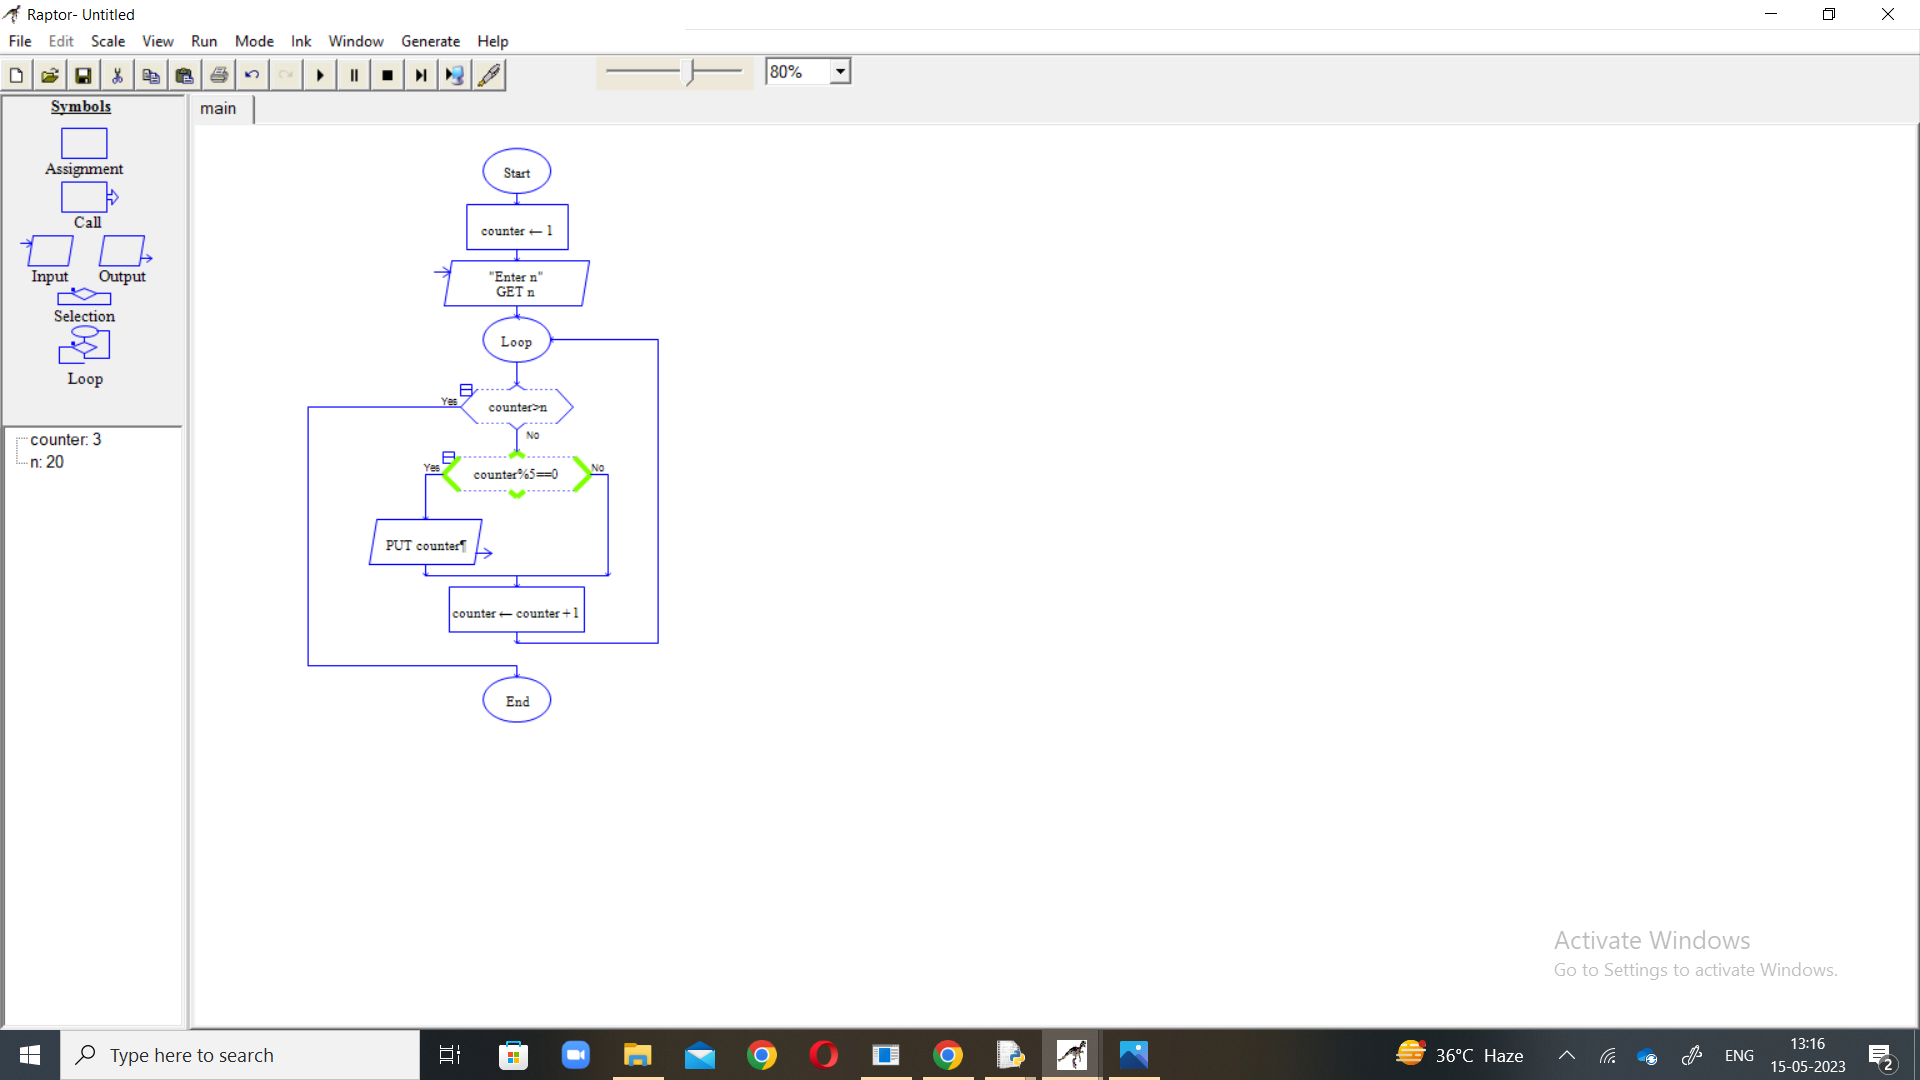 Raptor- Untitled
File Edit Scale View Run Mode Ink Window Generate Help
80%
Symbols
Assignment
Call
Input Output
Selection
Loop
counter: 3
n: 20
main
Start
counter ← 1
"Enter n"
GET n
Loop
Yes
counter>n
No
Yes
counter%5==0
No
PUT counter¶
counter ← counter+1
End
Activate Windows
Go to Settings to activate Windows.
Type here to search
36°C Haze
ENG
13:16
15-05-2023
2